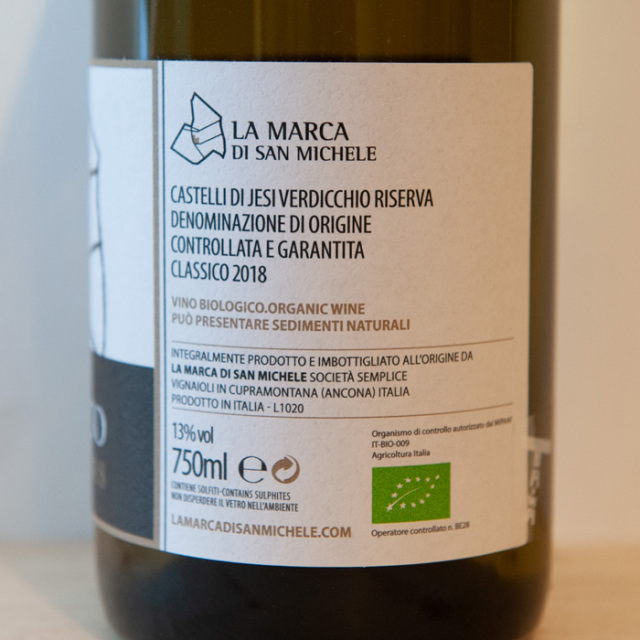 LA MARCA
DI SAN MICHELE
CASTELLI DI JESI VERDICCHIO RISERVA
DENOMINAZIONE DI ORIGINE
CONTROLLATA E GARANTITA
CLASSICO 2018
VINO BIOLOGICO.ORGANIC WINE
PUÒ PRESENTARE SEDIMENTI NATURALI
INTEGRALMENTE PRODOTTO E IMBOTTIGLIATO ALL'ORIGINE DA
LA MARCA DI SAN MICHELE SOCIETÀ SEMPLICE
VIGNAIOLI IN CUPRAMONTANA (ANCONA) ITALIA
PRODOTTO IN ITALIA - L1020
13% vol
750ml e
CONTIENE SOLFITI-CONTAINS SULPHITES
NON DISPERDERE IL VETRO NELL'AMBIENTE
LAMARCADISANMICHELE.COM
Organismo di controllo autorizzato dal
IT-BIO-009
Agricoltura Italia
Operatore controllato n. BE28